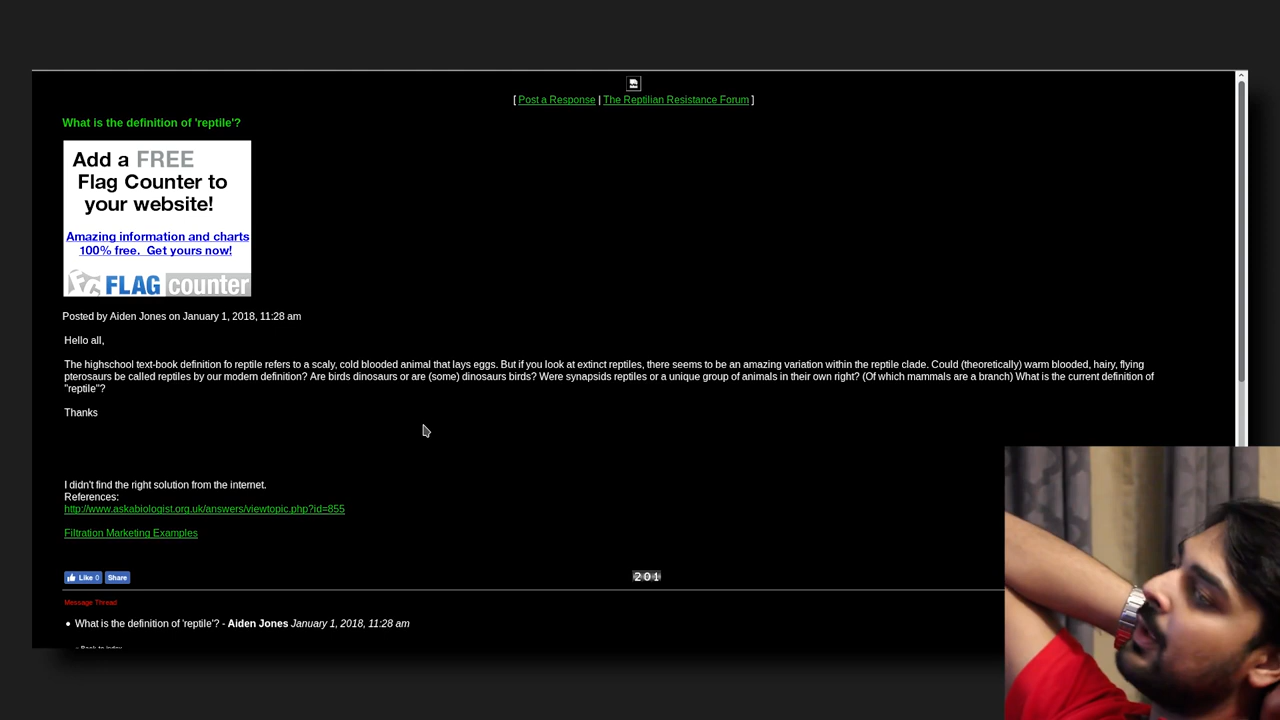 [ Post a Response | The Reptilian Resistance Forum ]
What is the definition of 'reptile'?
Add a FREE
Flag Counter to
your website!
Amazing information and charts
100% free. Get yours now!
FLAG counter
Posted by Aiden Jones on January 1, 2018, 11:28 am
Hello all,
The highschool text-book definition fo reptile refers to a scaly, cold blooded animal that lays eggs. But if you look at extinct reptiles, there seems to be an amazing variation within the reptile clade. Could (theoretically) warm blooded, hairy, flying
pterosaurs be called reptiles by our modern definition? Are birds dinosaurs or are (some) dinosaurs birds? Were synapsids reptiles or a unique group of animals in their own right? (Of which mammals are a branch) What is the current definition of
"reptile"?
Thanks
I didn't find the right solution from the internet.
References:
http://www.askabiologist.org.uk/answers/viewtopic.php?id=855
Filtration Marketing Examples
Like 0 Share
201
Message Thread
What is the definition of 'reptile'? - Aiden Jones January 1, 2018, 11:28 am
« Back to index